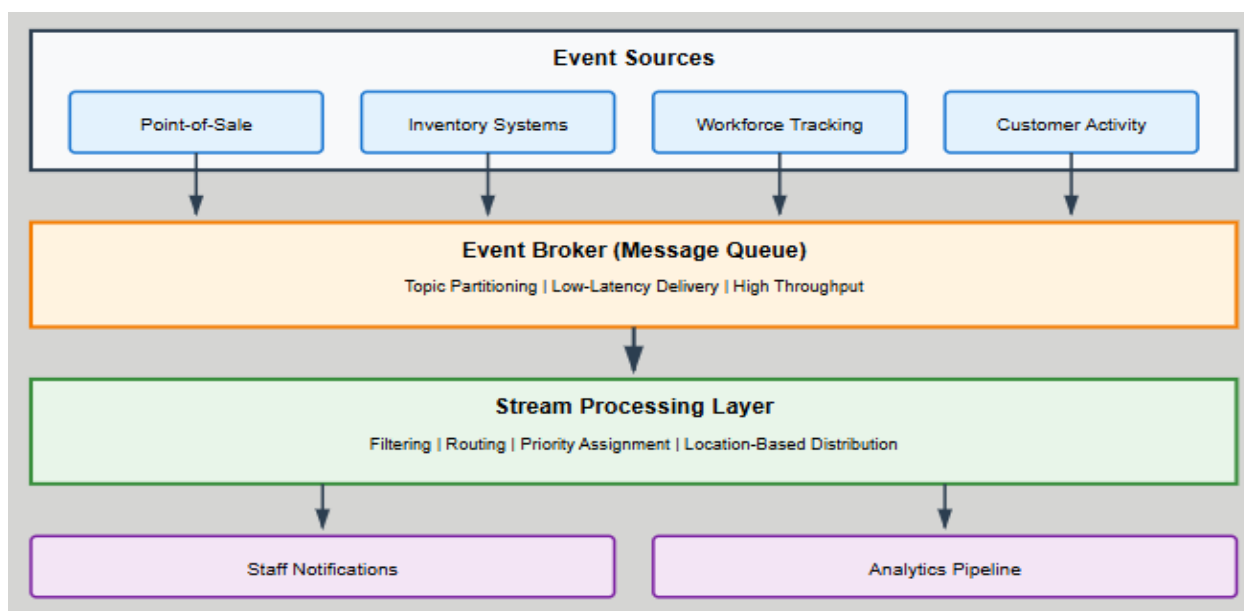 Event Sources
Point-of-Sale
Inventory Systems
Workforce Tracking
Customer Activity
Event Broker (Message Queue)
Topic Partitioning | Low-Latency Delivery | High Throughput
Stream Processing Layer
Filtering | Routing | Priority Assignment | Location-Based Distribution
Staff Notifications
Analytics Pipeline